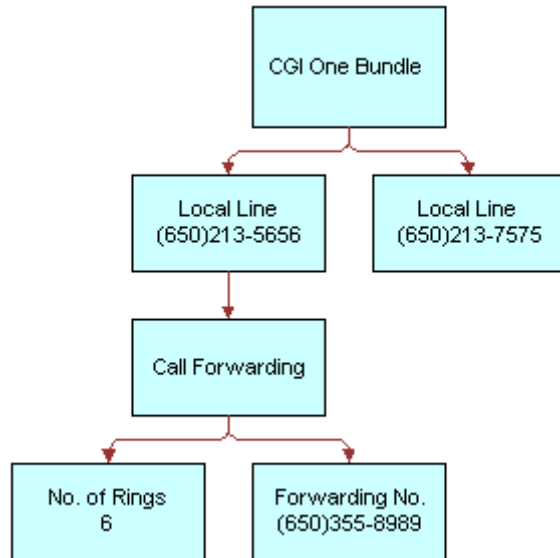 CGI One Bundle
Local Line
(650)213-5656
Local Line
(650)213-7575
Call Forwarding
No. of Rings
6
Forwarding No.
(650)355-8989